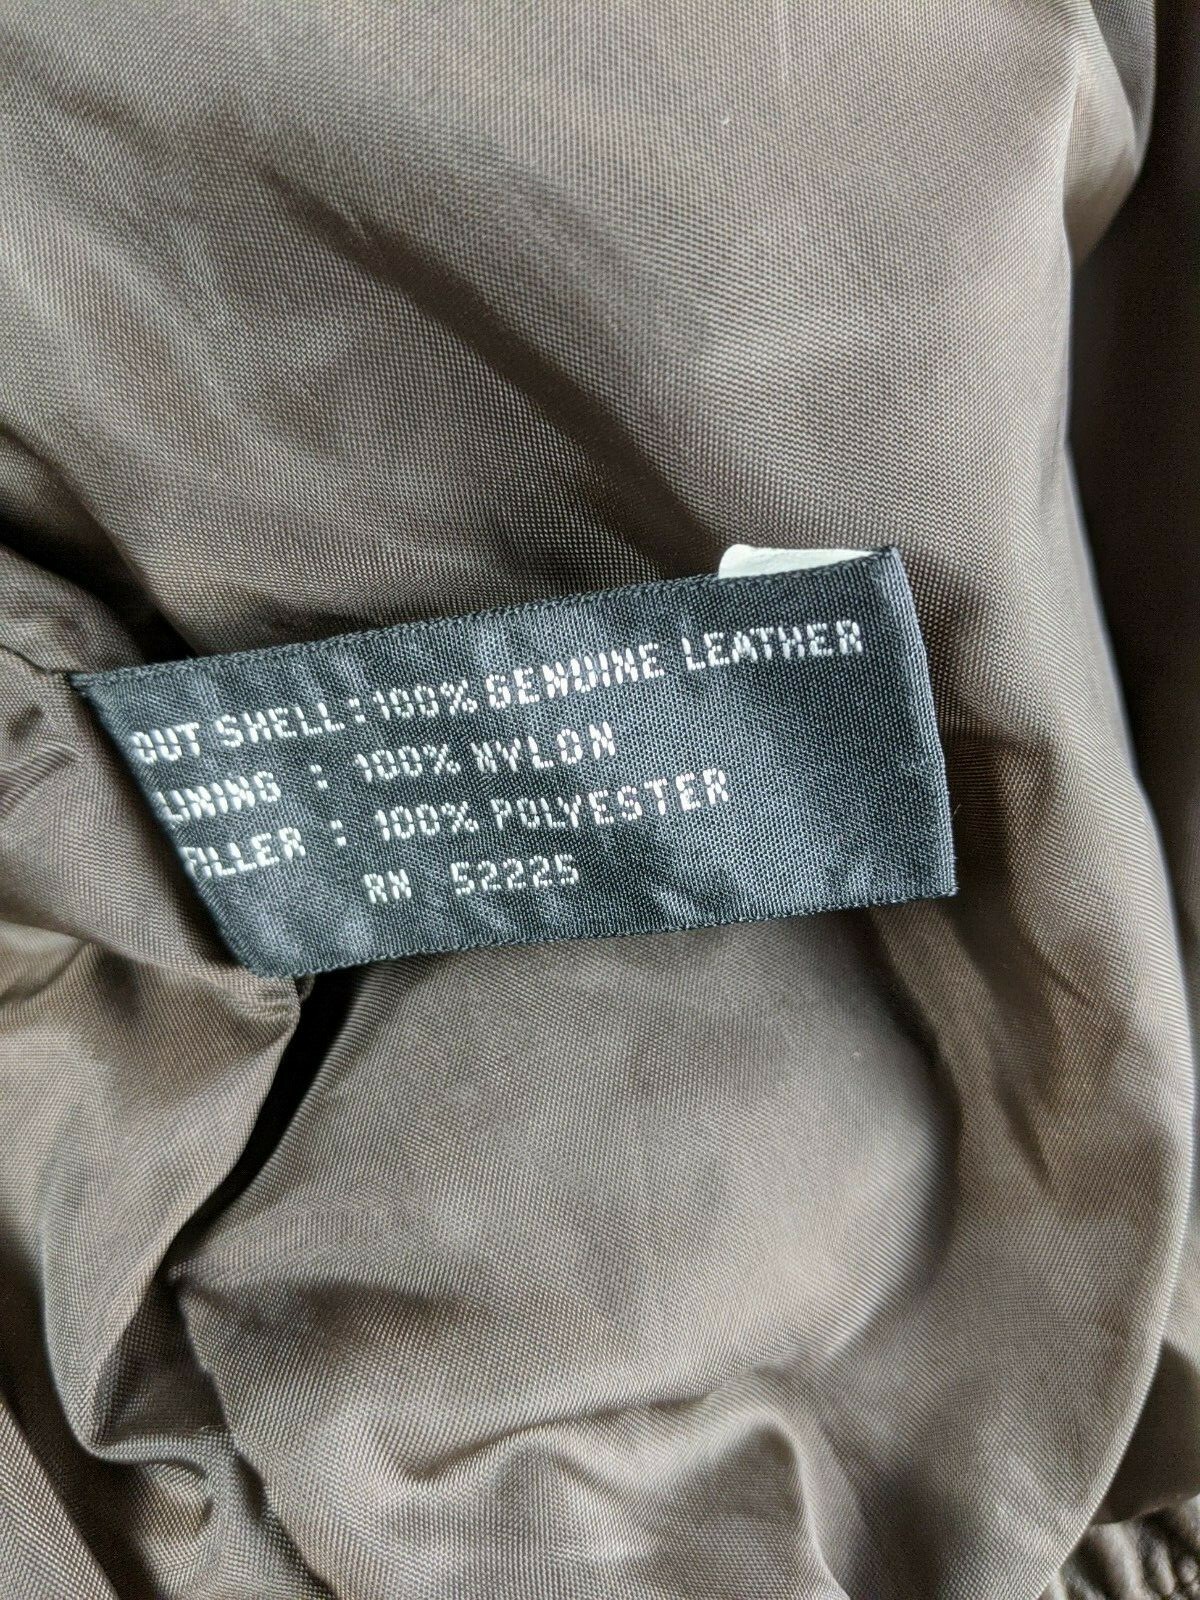 OUT SHELL: 100% GENUINE LEATHER
LINING : 100% NYLON
FILLER : 100% POLYESTER
RN 52225